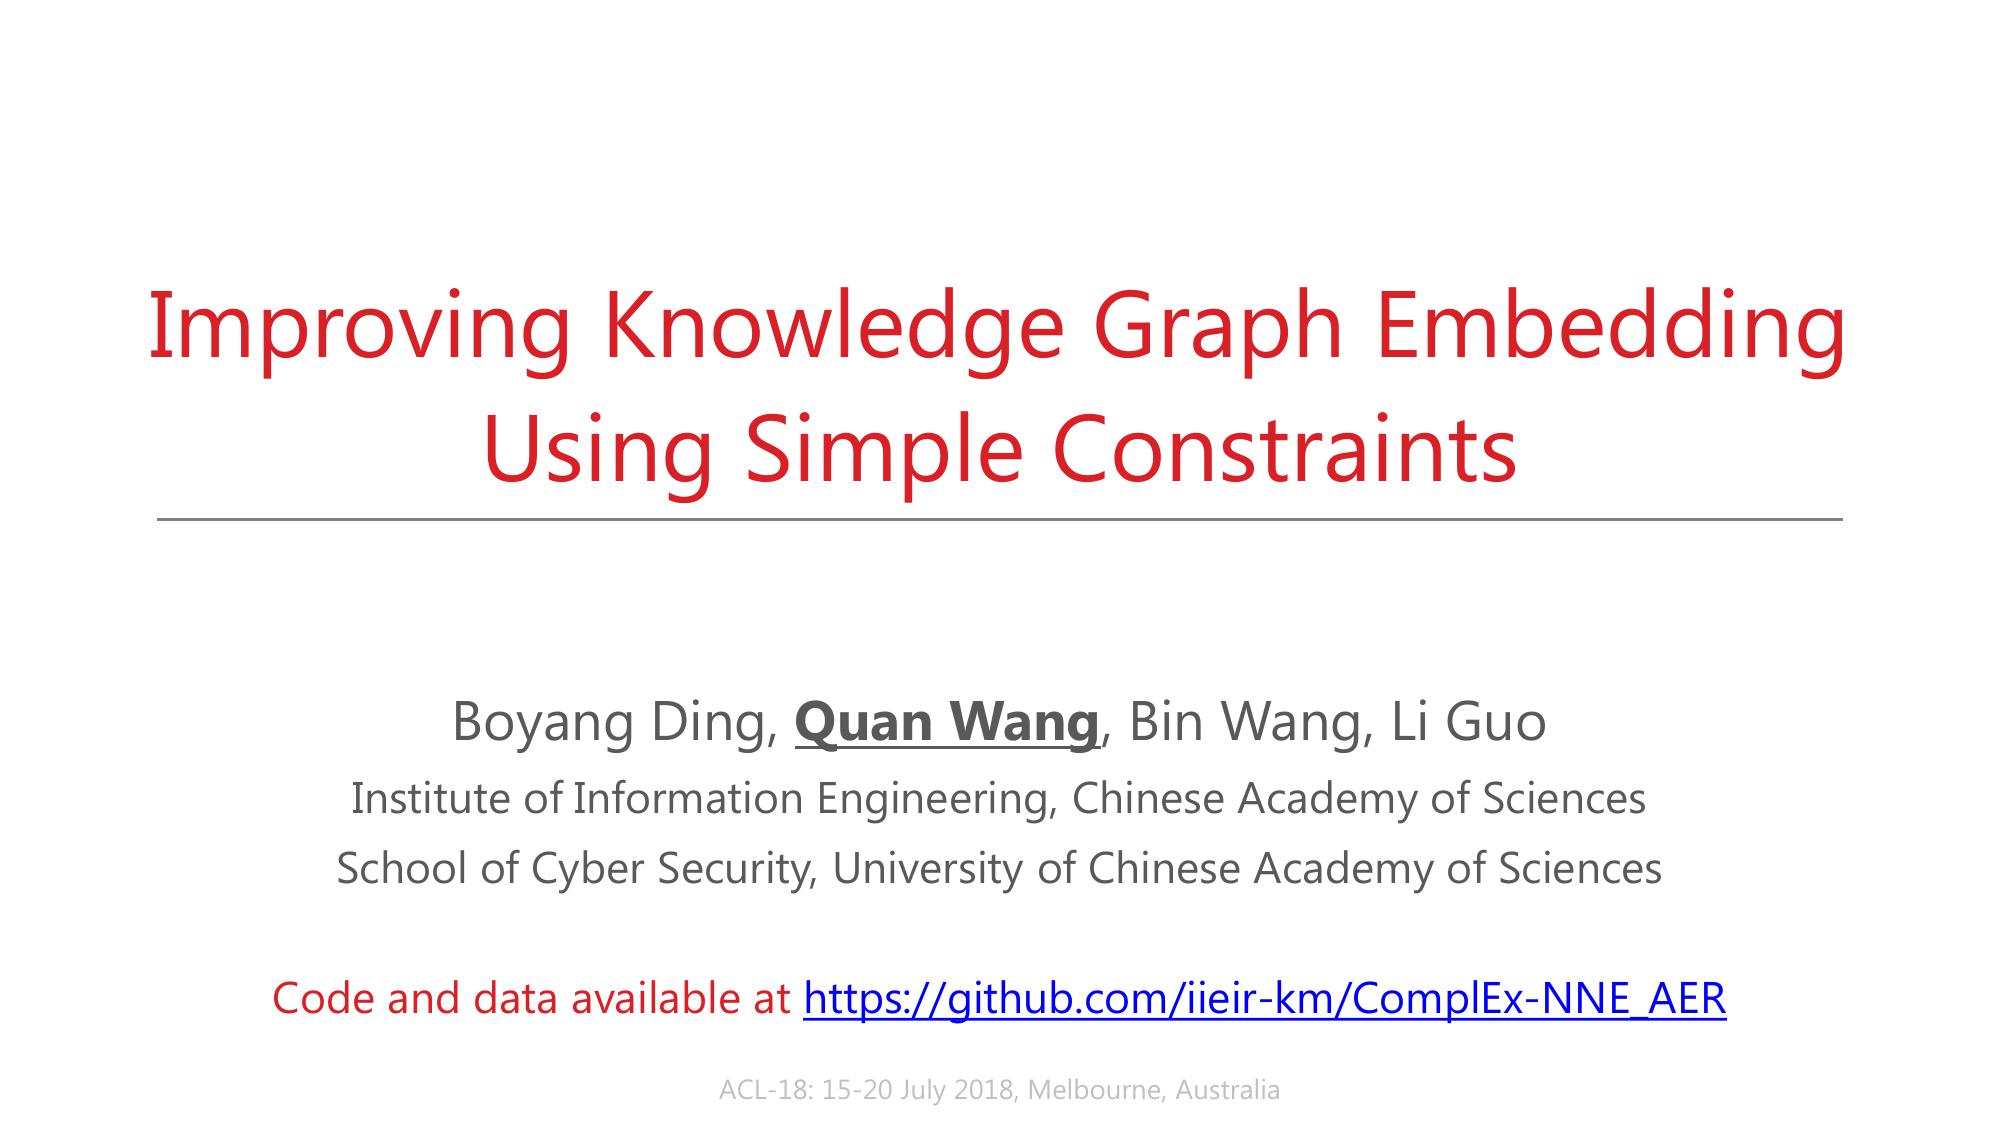 Improving Knowledge Graph Embedding
Using Simple Constraints
Boyang Ding, Quan Wang, Bin Wang, Li Guo
Institute of Information Engineering, Chinese Academy of Sciences
School of Cyber Security, University of Chinese Academy of Sciences
Code and data available at https://github.com/iieir-km/ComplEx-NNE_AER
ACL-18: 15-20 July 2018, Melbourne, Australia